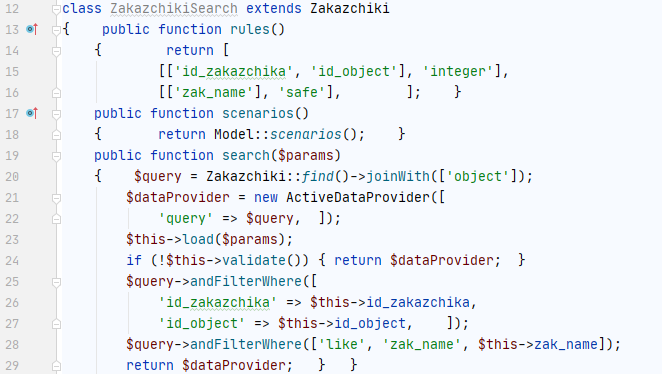 12 class ZakazchikiSearch extends Zakazchiki
13 {    public function rules()
14     {        return [
15             [['id_zakazchika', 'id_object'], 'integer'],
16             [['zak_name'], 'safe'],        ];    }
17     public function scenarios()
18     {       return Model::scenarios();    }
19     public function search($params)
20     {    $query = Zakazchiki::find()->joinWith(['object']);
21         $dataProvider = new ActiveDataProvider([
22             'query' => $query,  ]);
23         $this->load($params);
24         if (!$this->validate()) { return $dataProvider;  }
25         $query->andFilterWhere([
26             'id_zakazchika' => $this->id_zakazchika,
27             'id_object' => $this->id_object,    ]);
28         $query->andFilterWhere(['like', 'zak_name', $this->zak_name]);
29         return $dataProvider;   }   }